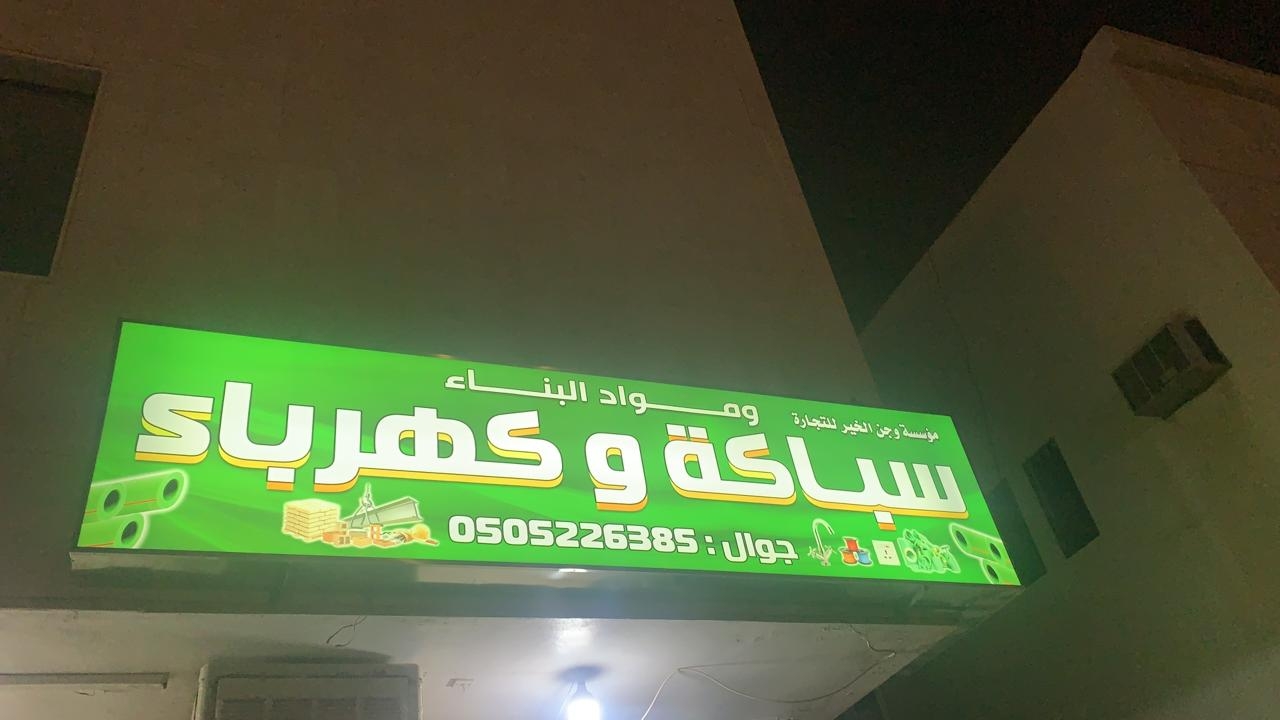 مؤسسة وجن الخير للتجارة
سباكة و كهرباء
ومواد البناء
جوال : 0505226385